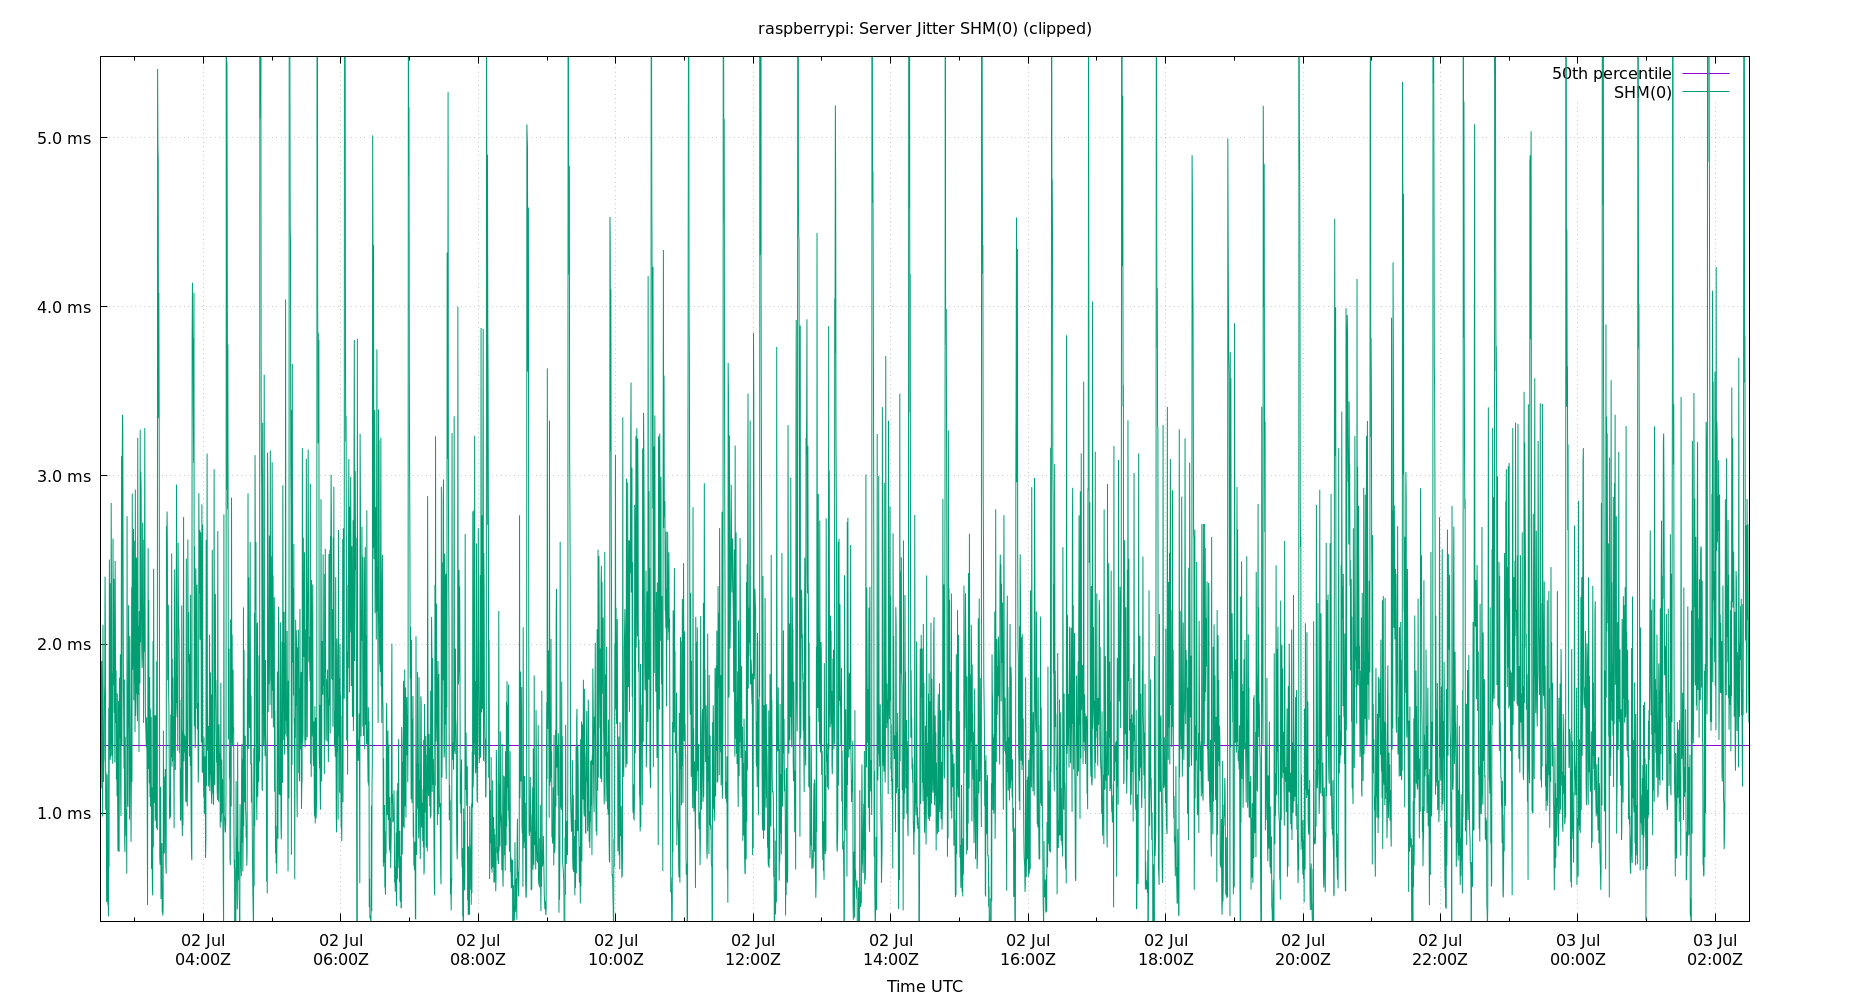 raspberrypi: Server Jitter SHM(0) (clipped)
50th percentile
SHM(0)
5.0 ms
4.0 ms
3.0 ms
2.0 ms
1.0 ms
02 Jul 02 Jul 02 Jul 02 Jul 02 Jul 02 Jul 02 Jul 02 Jul 02 Jul 02 Jul 03 Jul 03 Jul
04:00Z 06:00Z 08:00Z 10:00Z 12:00Z 14:00Z 16:00Z 18:00Z 20:00Z 22:00Z 00:00Z 02:00Z
Time UTC